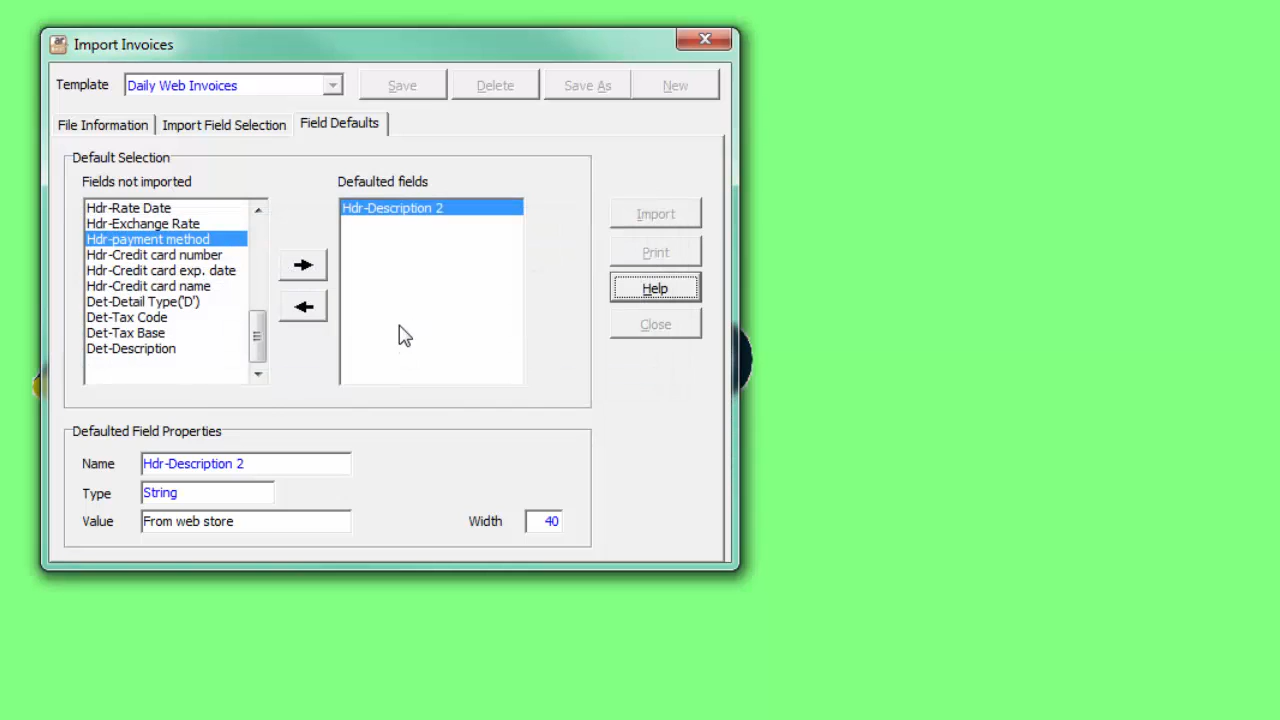 Import Invoices
Template Daily Web Invoices Save Delete Save As New
File Information Import Field Selection Field Defaults
Default Selection
Fields not imported Defaulted fields
Hdr-Rate Date Hdr-Description 2
Hdr-Exchange Rate Import
Hdr-payment method
Hdr-Credit card number Print
Hdr-Credit card exp. date
Hdr-Credit card name Help
Det-Detail Type('D')
Det-Tax Code Close
Det-Tax Base
Det-Description
Defaulted Field Properties
Name Hdr-Description 2
Type String
Value From web store Width 40